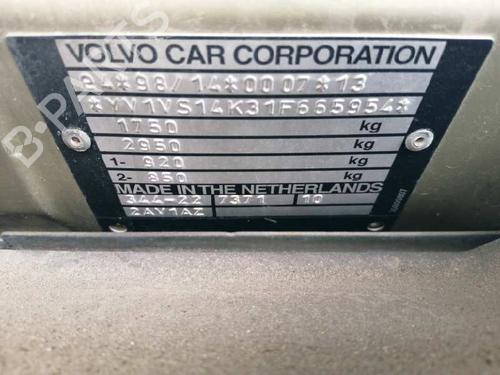 VOLVO CAR CORPORATION
e4*98/14*0007*13
*YV1VS14K31F665954*
1750 kg
2950 kg
1- 920 kg
2- 850 kg
MADE IN THE NETHERLANDS
344-22 7371 10
2AY1AZ
B-PARTS